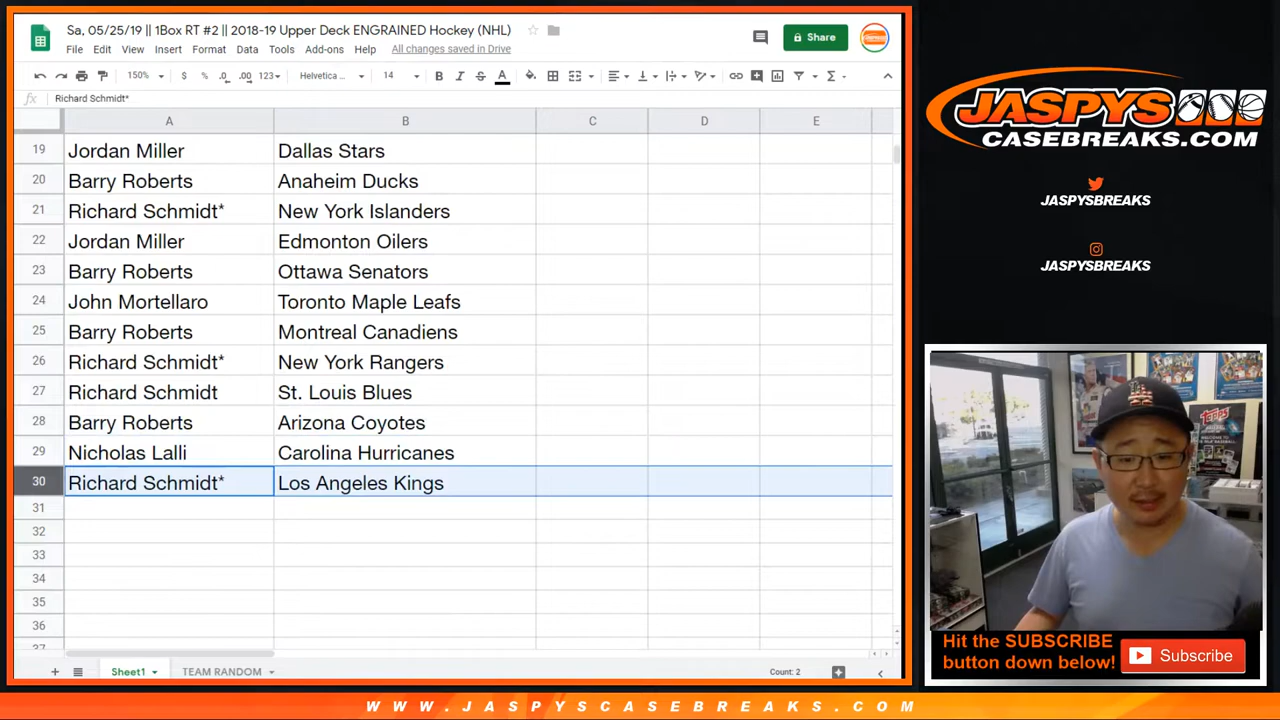 Sa, 05/25/19 || 1Box RT #2 || 2018-19 Upper Deck ENGRAINED Hockey (NHL)
File Edit View Insert Format Data Tools Add-ons Help All changes saved in Drive
Share
150% $ % .0 .00 123 Helvetica ... 14 B I S A
fx Richard Schmidt*
A B C D E
19 Jordan Miller Dallas Stars
20 Barry Roberts Anaheim Ducks
21 Richard Schmidt* New York Islanders
22 Jordan Miller Edmonton Oilers
23 Barry Roberts Ottawa Senators
24 John Mortellaro Toronto Maple Leafs
25 Barry Roberts Montreal Canadiens
26 Richard Schmidt* New York Rangers
27 Richard Schmidt St. Louis Blues
28 Barry Roberts Arizona Coyotes
29 Nicholas Lalli Carolina Hurricanes
30 Richard Schmidt* Los Angeles Kings
31
32
33
34
35
36
37
+ Sheet1 TEAM RANDOM Count: 2
JASPYS
CASEBREAKS.COM
JASPYSBREAKS
JASPYSBREAKS
Topps
Hit the SUBSCRIBE
button down below!
Subscribe
WWW.JASPYSCASEBREAKS.COM